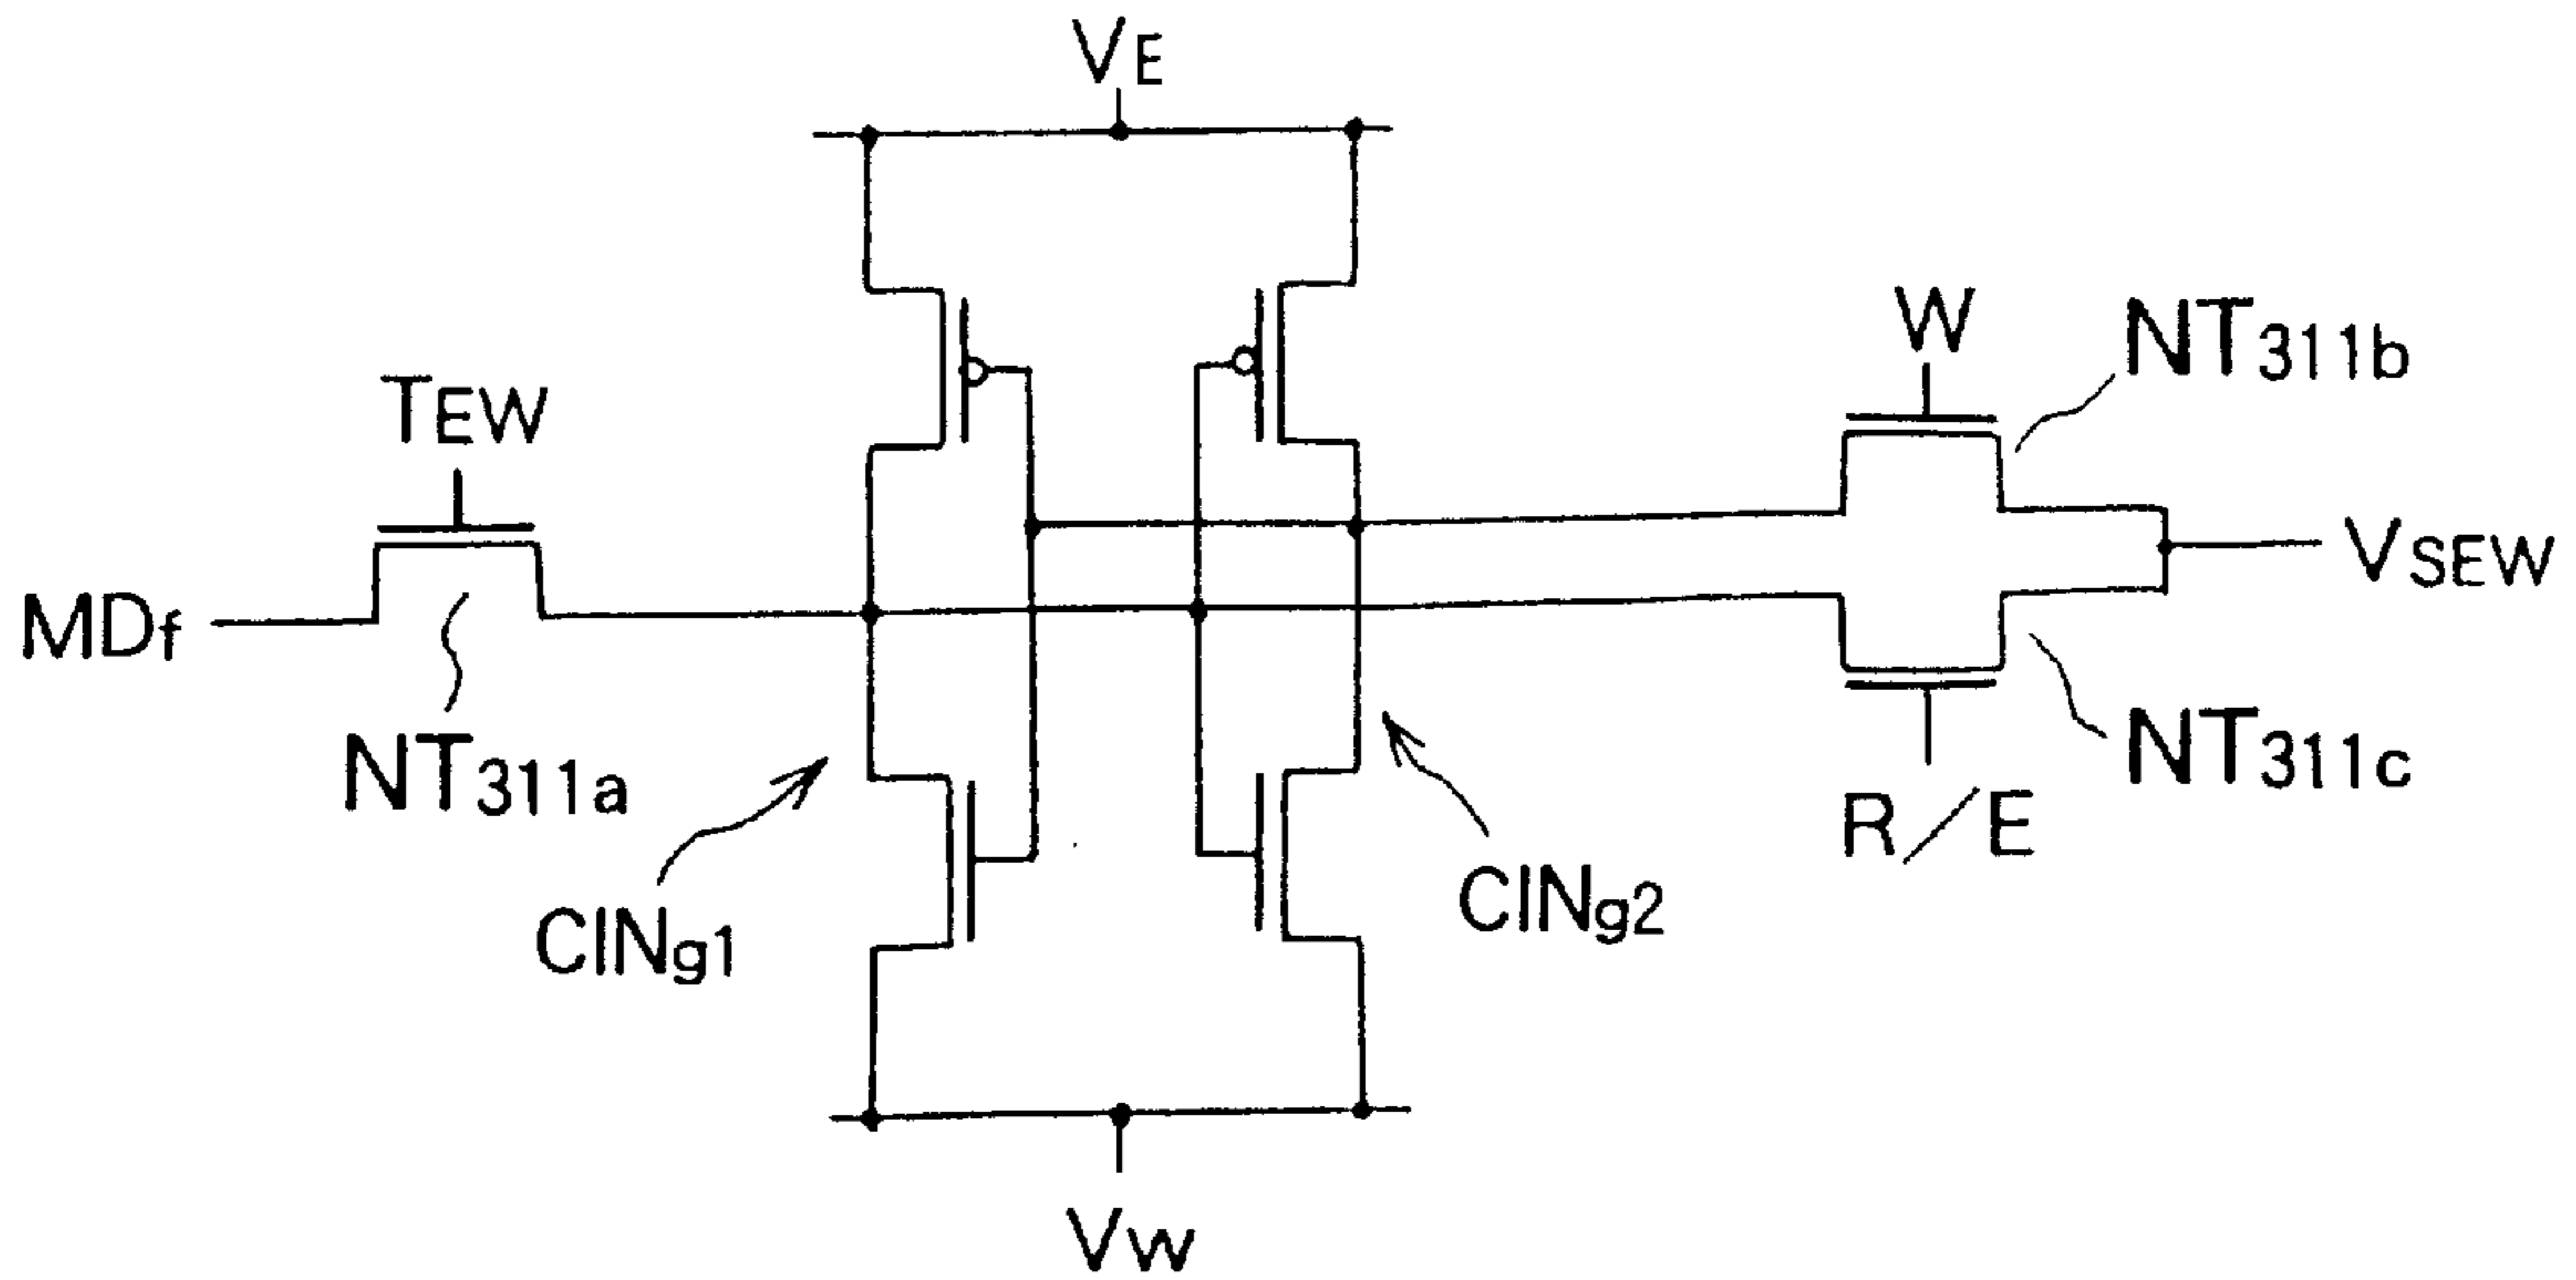 VE
W
NT311b
TEW
VSEW
MDf
NT311a
NT311c
R/E
CINg1
CINg2
VW